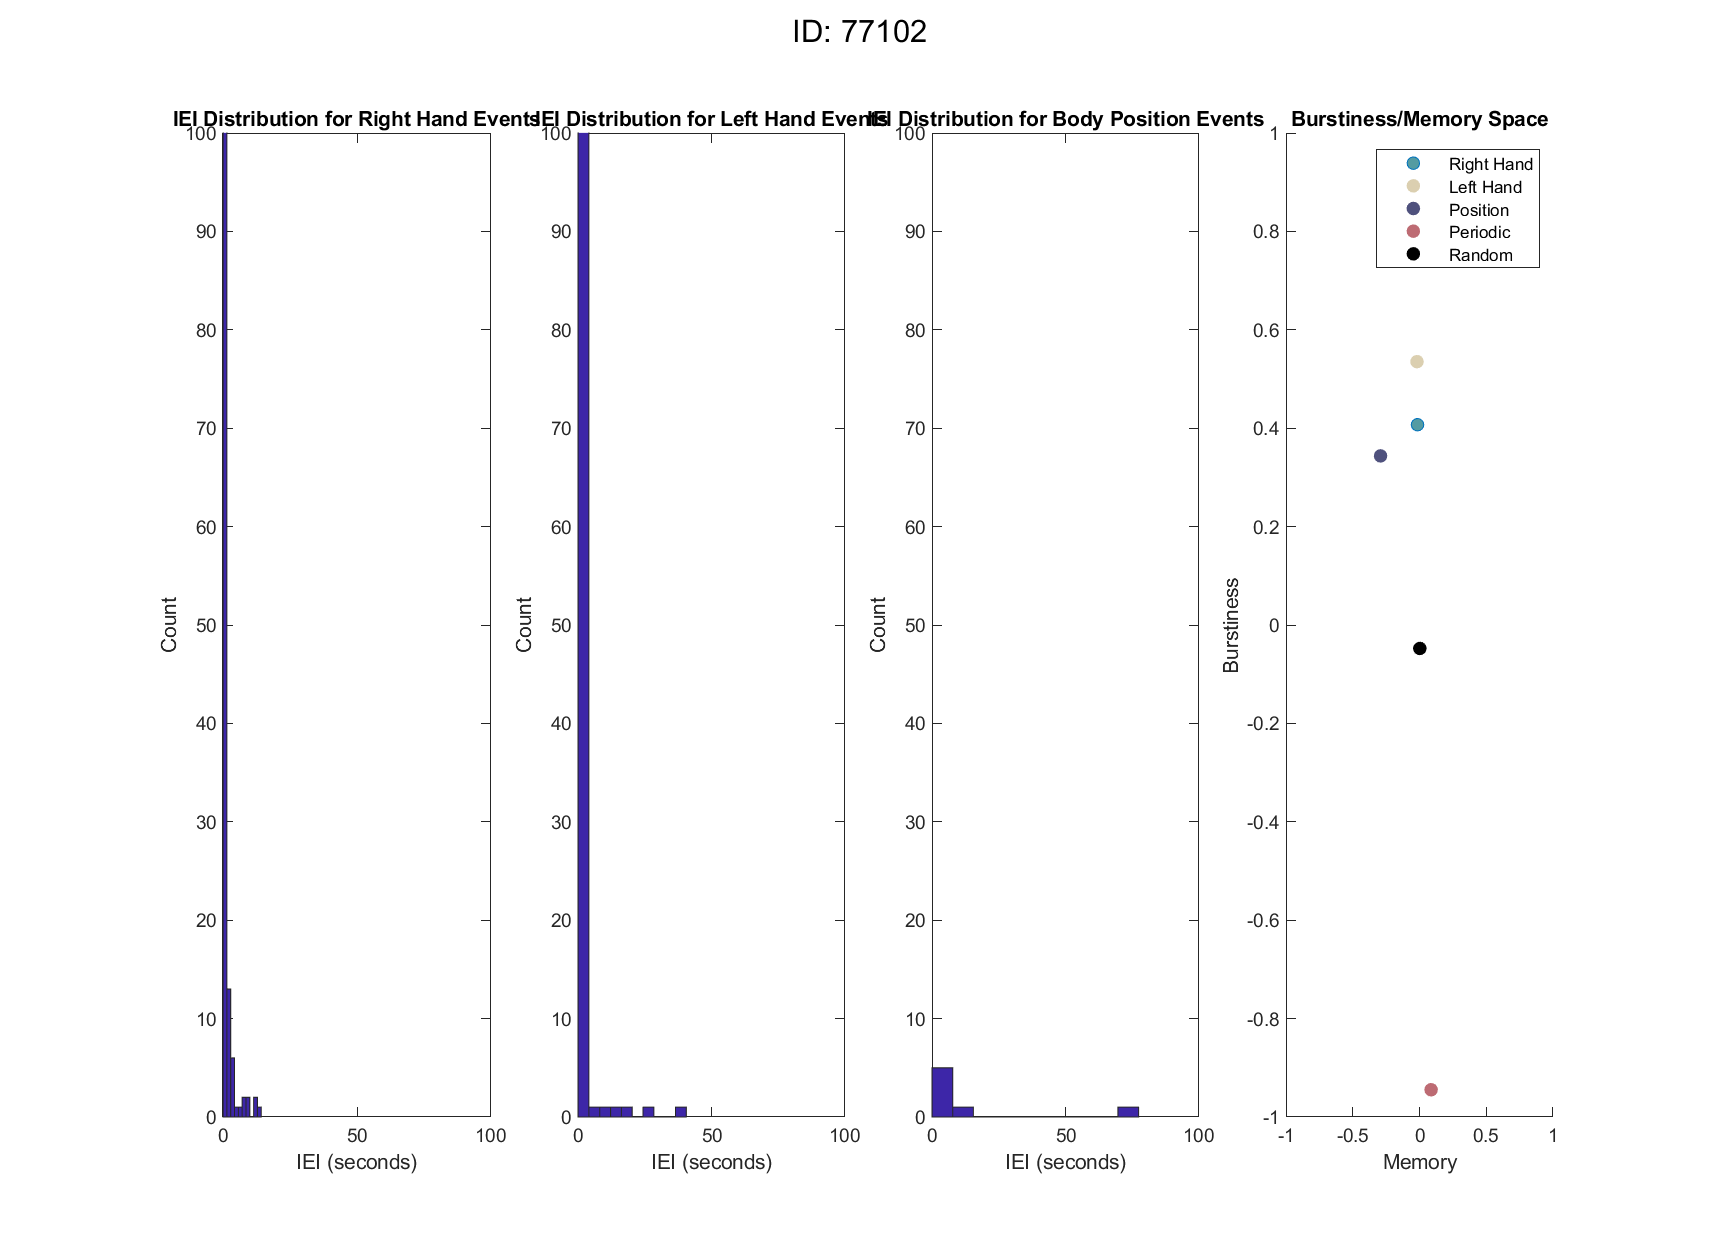 ID: 77102
IEI Distribution for Right Hand Events
IEI Distribution for Left Hand Events
IEI Distribution for Body Position Events
Burstiness/Memory Space
100
90
80
70
60
50
40
30
20
10
0
Count
0 50 100
IEI (seconds)
100
90
80
70
60
50
40
30
20
10
0
Count
0 50 100
IEI (seconds)
100
90
80
70
60
50
40
30
20
10
0
Count
0 50 100
IEI (seconds)
1
0.8
0.6
0.4
0.2
0
-0.2
-0.4
-0.6
-0.8
-1
Burstiness
-1 -0.5 0 0.5 1
Memory
Right Hand
Left Hand
Position
Periodic
Random